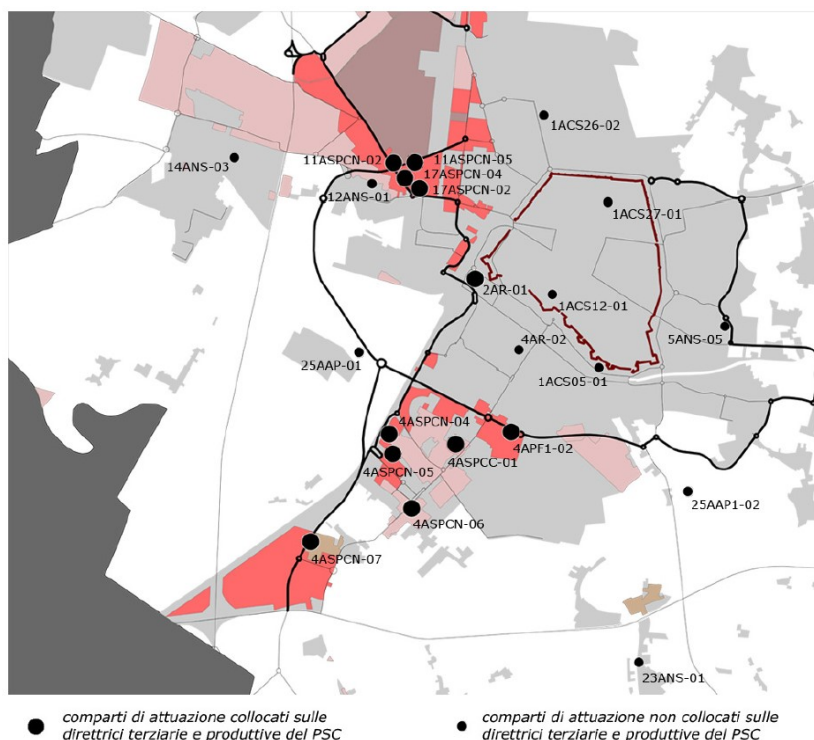 1ACS26-02
11ASPCN-02 11ASPCN-05
14ANS-03
17ASPCN-04
12ANS-01 17ASPCN-02
1ACS27-01
2AR-01
1ACS12-01
5ANS-05
4AR-02
25AAP-01
1ACS05-01
4ASPCN-04
4ASPCN-05 4ASPCC-01 4APF1-02
25AAP1-02
4ASPCN-06
4ASPCN-07
23ANS-01
comparti di attuazione collocati sulle
direttrici terziarie e produttive del PSC
comparti di attuazione non collocati sulle
direttrici terziarie e produttive del PSC